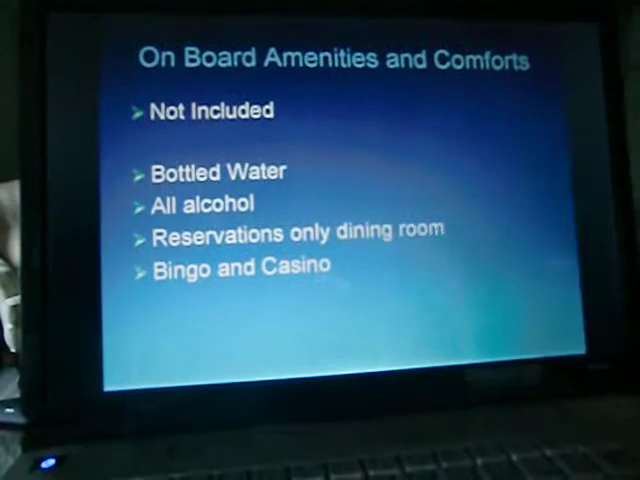 On Board Amenities and Comforts
Not Included
Bottled Water
All alcohol
Reservations only dining room
Bingo and Casino